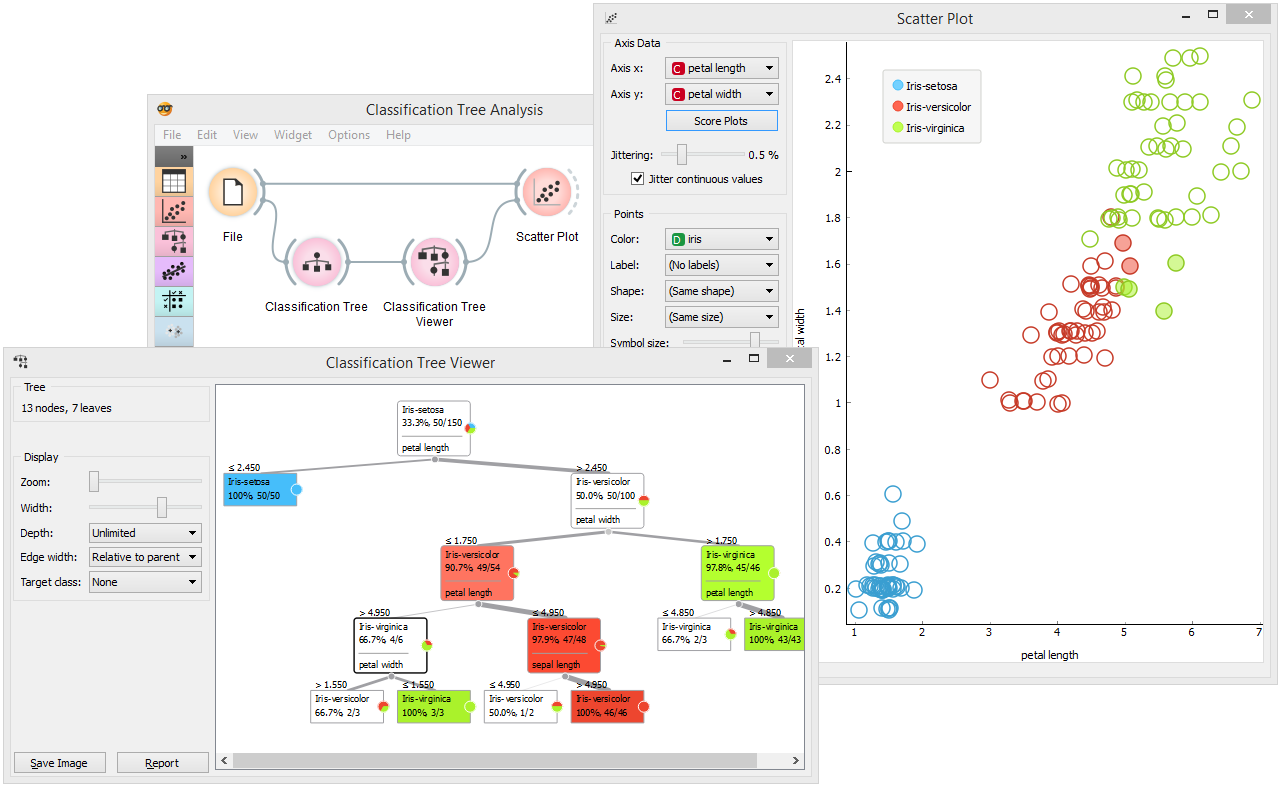 Scatter Plot
Axis Data
Axis x: C petal length
Axis y: C petal width
Score Plots
Jittering: 0.5 %
Jitter continuous values
Points
Color: D iris
Label: (No labels)
Shape: (Same shape)
Size: (Same size)
Symbol size:
Iris-setosa
Iris-versicolor
Iris-virginica
2.4
2.2
2
1.8
1.6
1.4
1.2
1
0.8
0.6
0.4
0.2
1 2 3 4 5 6 7
petal length
width
Classification Tree Analysis
File Edit View Widget Options Help
»
File
Scatter Plot
Classification Tree
Classification Tree
Viewer
Classification Tree Viewer
Tree
13 nodes, 7 leaves
Display
Zoom:
Width:
Depth: Unlimited
Edge width: Relative to parent
Target class: None
Save Image
Report
Iris-setosa
33.3%, 50/150
petal length
≤ 2.450
Iris-setosa
100%, 50/50
> 2.450
Iris-versicolor
50.0%, 50/100
petal width
≤ 1.750
Iris-versicolor
90.7%, 49/54
petal length
> 1.750
Iris-virginica
97.8%, 45/46
petal length
> 4.950
Iris-virginica
66.7%, 4/6
petal width
≤ 4.950
Iris-versicolor
97.9%, 47/48
sepal length
≤ 4.850
Iris-virginica
66.7%, 2/3
> 4.850
Iris-virginica
100%, 43/43
> 1.550
Iris-versicolor
66.7%, 2/3
≤ 1.550
Iris-virginica
100%, 3/3
≤ 4.950
Iris-versicolor
50.0%, 1/2
> 4.950
Iris-versicolor
100%, 46/46